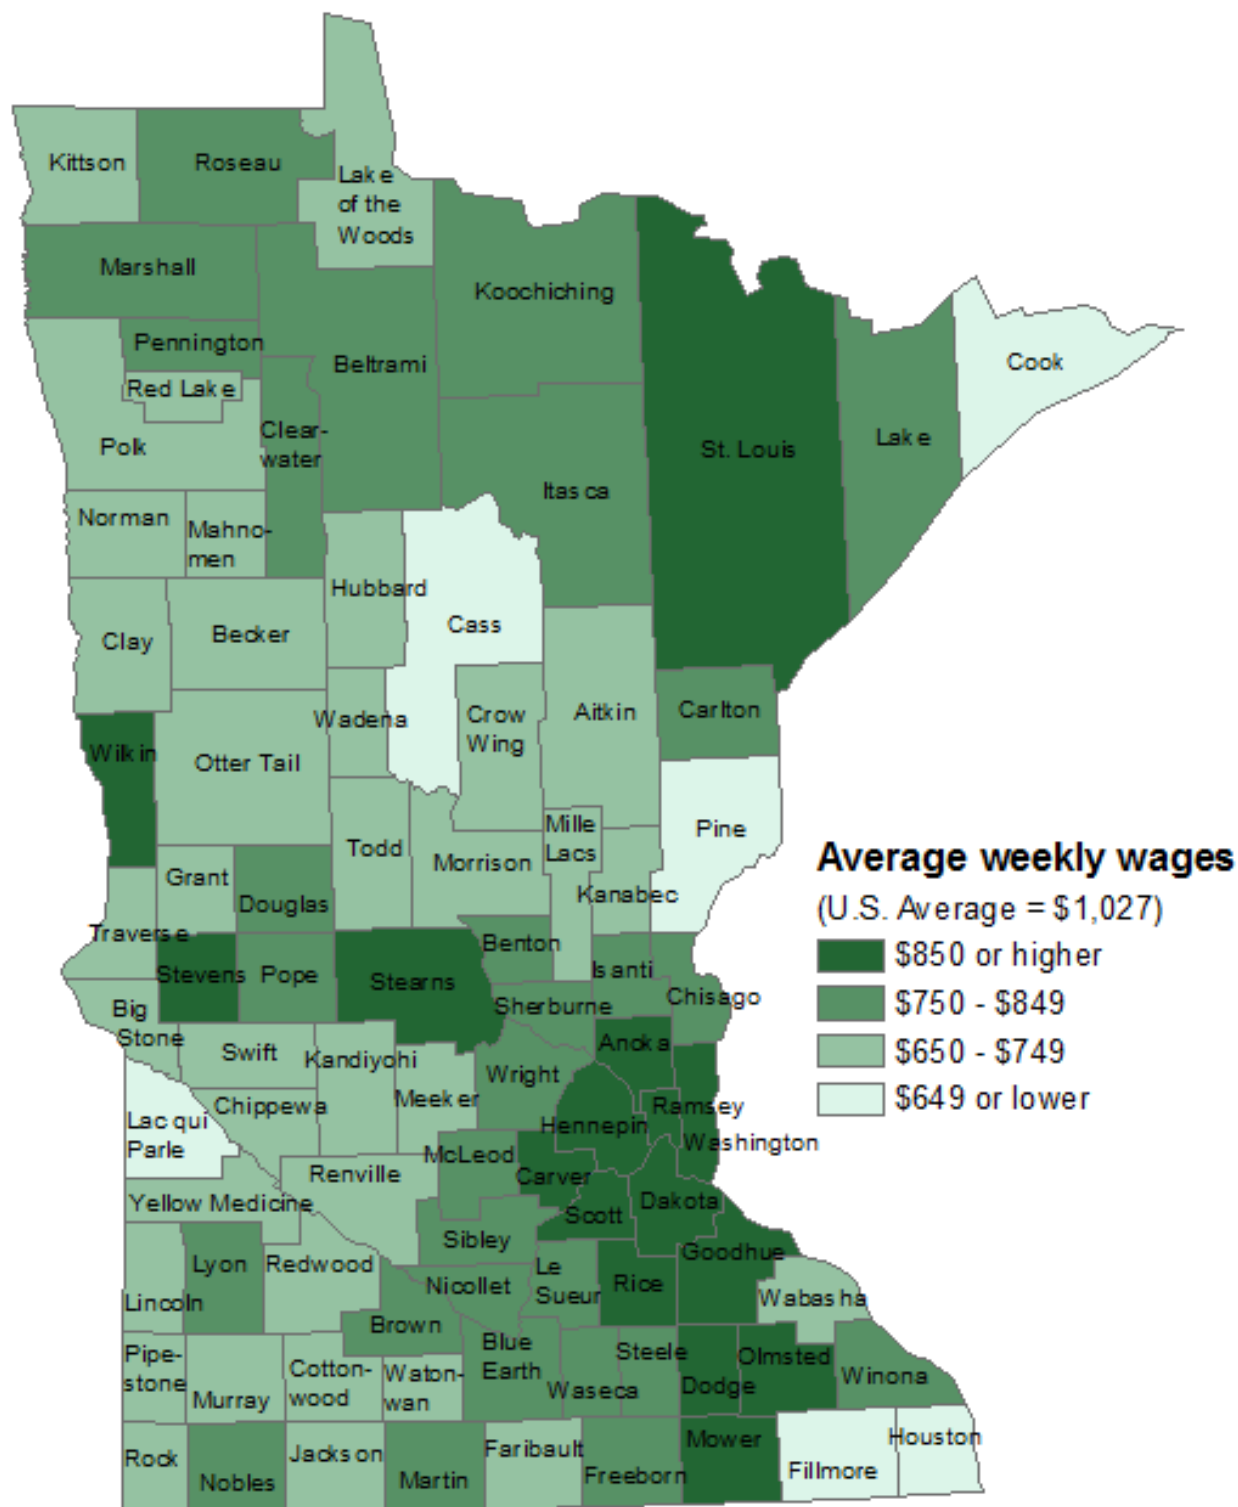 Kittson
Roseau
Lake
of the
Woods
Marshall
Koochiching
Pennington
Beltrami
Cook
Red Lake
Clear-
water
Polk
St. Louis
Lake
Itasca
Norman
Mahno-
men
Hubbard
Cass
Clay
Becker
Wadena
Crow
Wing
Aitkin
Carlton
Wilkin
Otter Tail
Pine
Mille
Lacs
Todd
Morrison
Kanabec
Grant
Douglas
Traverse
Benton
Stevens
Pope
Stearns
Isanti
Chisago
Sherburne
Big
Stone
Swift
Kandiyohi
Anoka
Wright
Meeker
Chippewa
Ramsey
Hennepin
Washington
Lac qui
Parle
McLeod
Renville
Carver
Yellow Medicine
Dakota
Scott
Sibley
Goodhue
Lyon
Redwood
Nicollet
Le
Sueur
Rice
Wabasha
Lincoln
Brown
Blue
Earth
Steele
Olmsted
Pipe-
stone
Cotton-
wood
Waton-
wan
Waseca
Dodge
Winona
Murray
Mower
Houston
Rock
Nobles
Jackson
Martin
Faribault
Freeborn
Fillmore
Average weekly wages
(U.S. Average = $1,027)
$850 or higher
$750 - $849
$650 - $749
$649 or lower